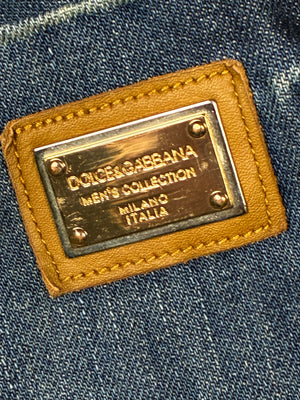 DOLCE&GABBANA
MEN'S COLLECTION
MILANO
ITALIA